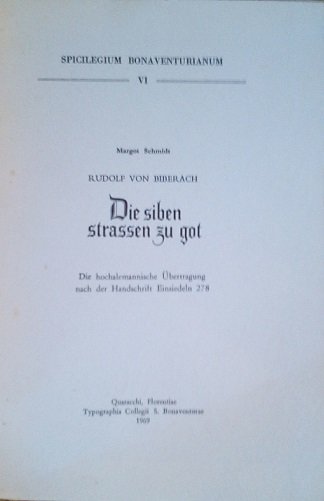 SPICILEGIUM BONAVENTURIANUM
VI
Margot Schmidt
RUDOLF VON BIBERACH
Die siben
strassen zu got
Die hochalemannische Übertragung
nach der Handschrift Einsiedeln 278
Quaracchi, Florentiae
Typographia Collegii S. Bonaventurae
1969